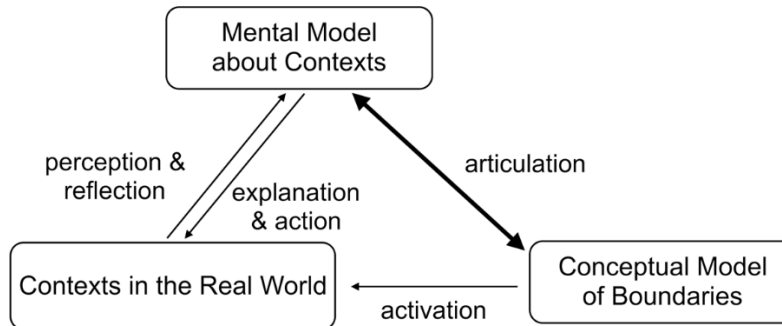 Mental Model
about Contexts
perception &
reflection
explanation
& action
articulation
Contexts in the Real World
activation
Conceptual Model
of Boundaries